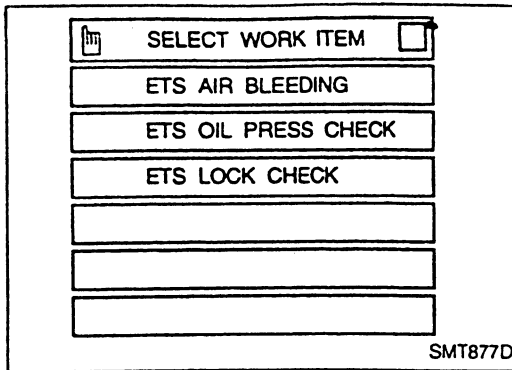 SELECT WORK ITEM
ETS AIR BLEEDING
ETS OIL PRESS CHECK
ETS LOCK CHECK
SMT877D